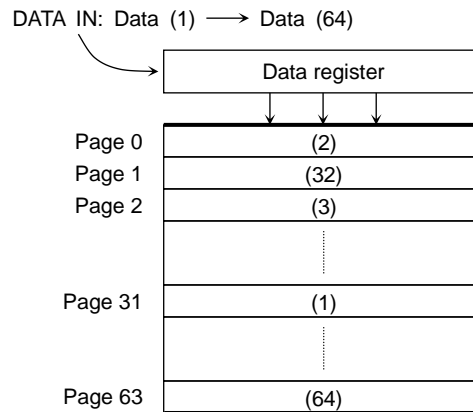 DATA IN: Data (1) → Data (64)
Data register
Page 0 (2)
Page 1 (32)
Page 2 (3)
Page 31 (1)
Page 63 (64)